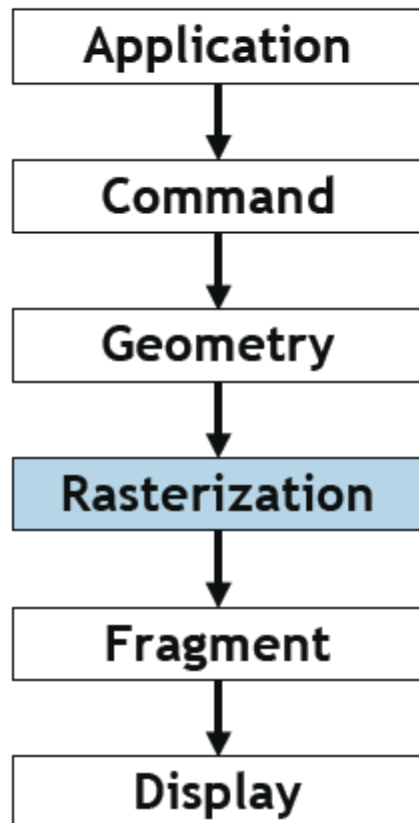 Application
Command
Geometry
Rasterization
Fragment
Display